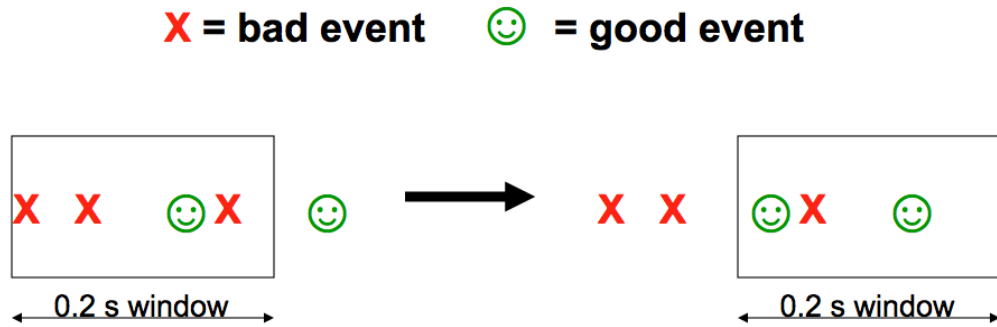 X = bad event ☺ = good event
X X ☺ X ☺ X X ☺ X ☺
0.2 s window 0.2 s window